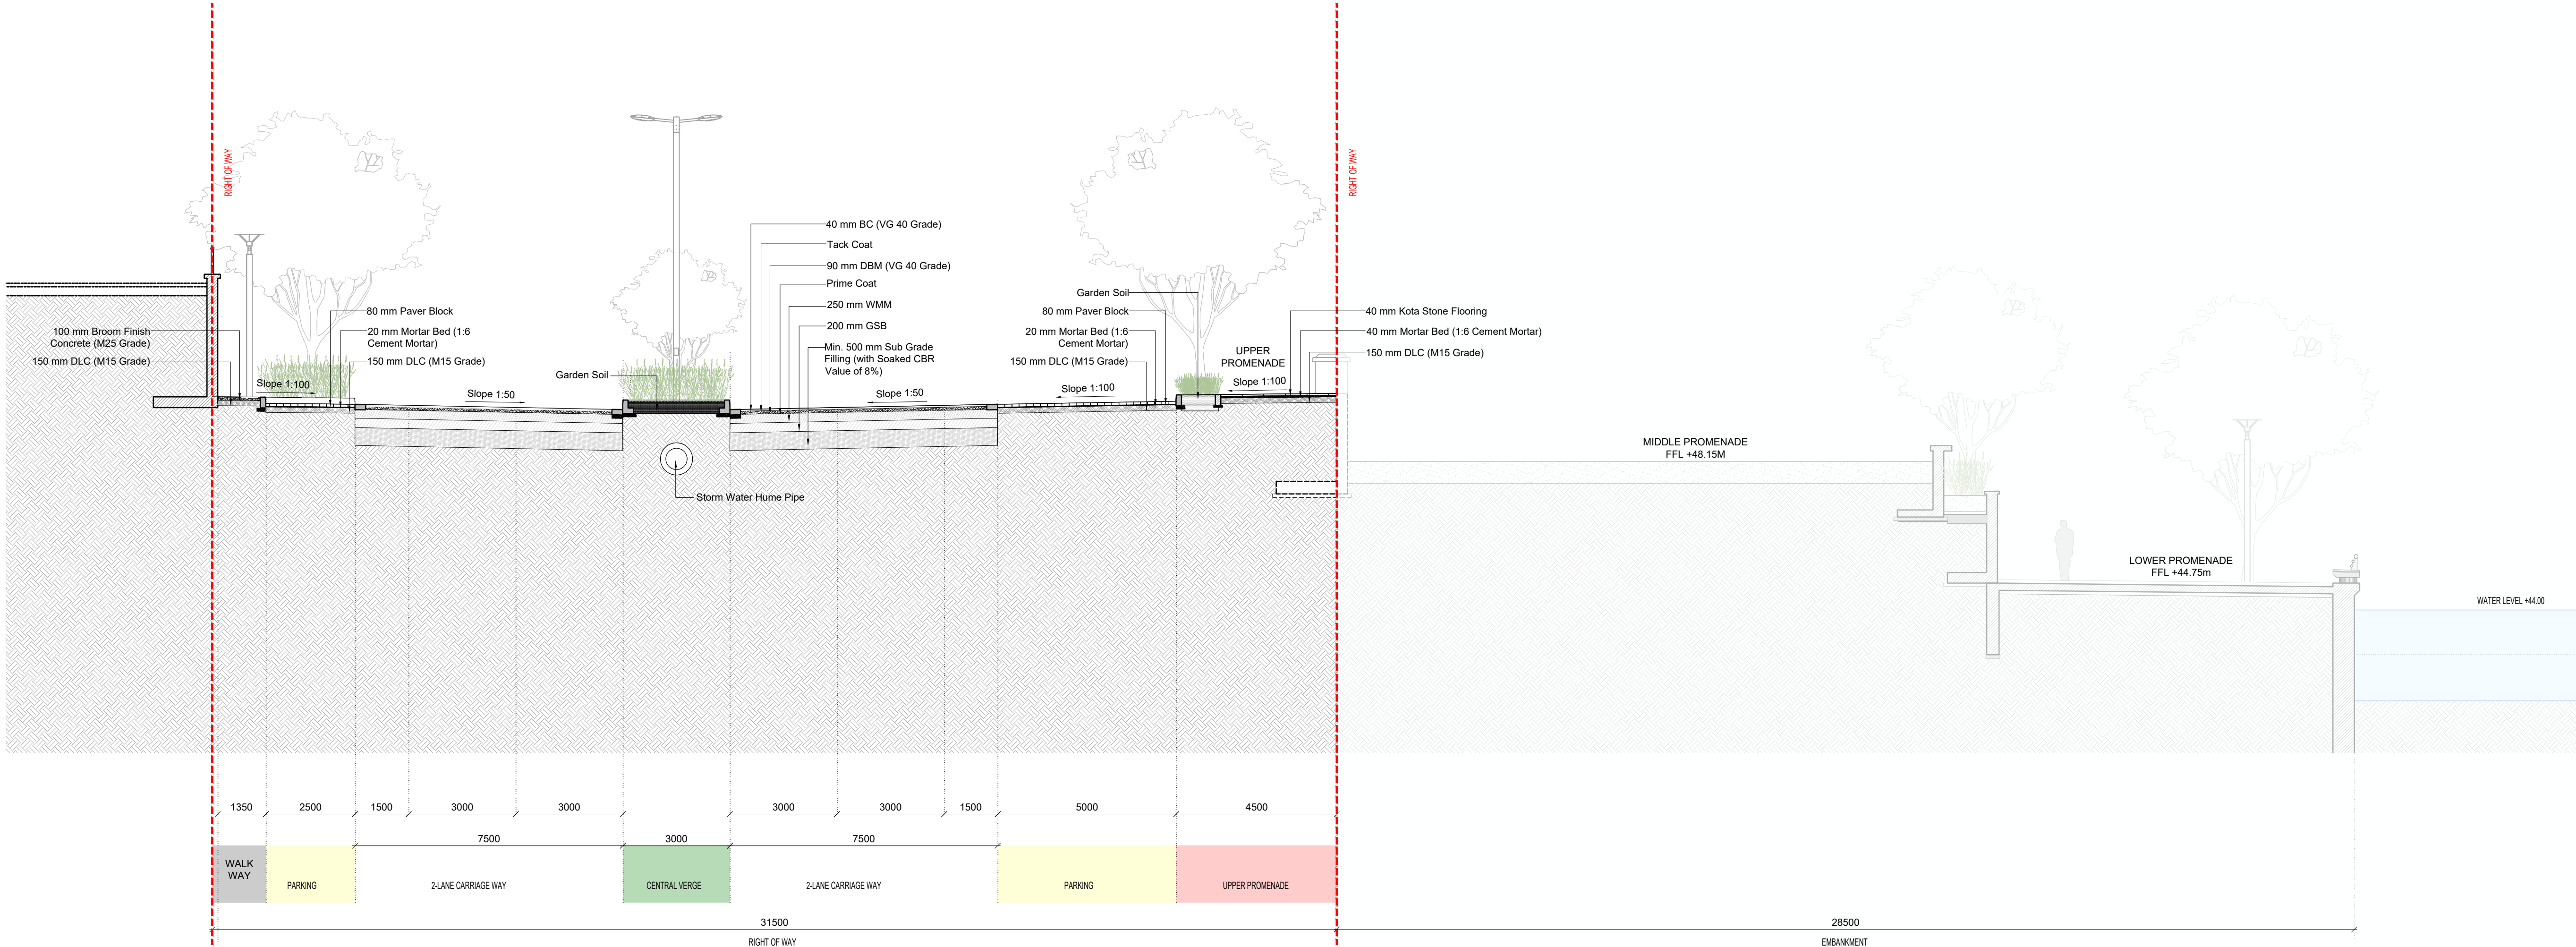 RIGHT OF WAY
RIGHT OF WAY
40 mm BC (VG 40 Grade)
Tack Coat
90 mm DBM (VG 40 Grade)
Prime Coat
250 mm WMM
200 mm GSB
Min. 500 mm Sub Grade
Filling (with Soaked CBR
Value of 8%)
100 mm Broom Finish
Concrete (M25 Grade)
150 mm DLC (M15 Grade)
80 mm Paver Block
20 mm Mortar Bed (1:6
Cement Mortar)
150 mm DLC (M15 Grade)
Slope 1:100
Slope 1:50
Garden Soil
Slope 1:50
Garden Soil
80 mm Paver Block
20 mm Mortar Bed (1:6
Cement Mortar)
150 mm DLC (M15 Grade)
Slope 1:100
UPPER
PROMENADE
Slope 1:100
40 mm Kota Stone Flooring
40 mm Mortar Bed (1:6 Cement Mortar)
150 mm DLC (M15 Grade)
Storm Water Hume Pipe
MIDDLE PROMENADE
FFL +48.15M
LOWER PROMENADE
FFL +44.75m
WATER LEVEL +44.00
1350 2500 1500 3000 3000 3000 3000 1500 5000 4500
7500 3000 7500
WALK
WAY
PARKING 2-LANE CARRIAGE WAY CENTRAL VERGE 2-LANE CARRIAGE WAY PARKING UPPER PROMENADE
31500 28500
RIGHT OF WAY EMBANKMENT